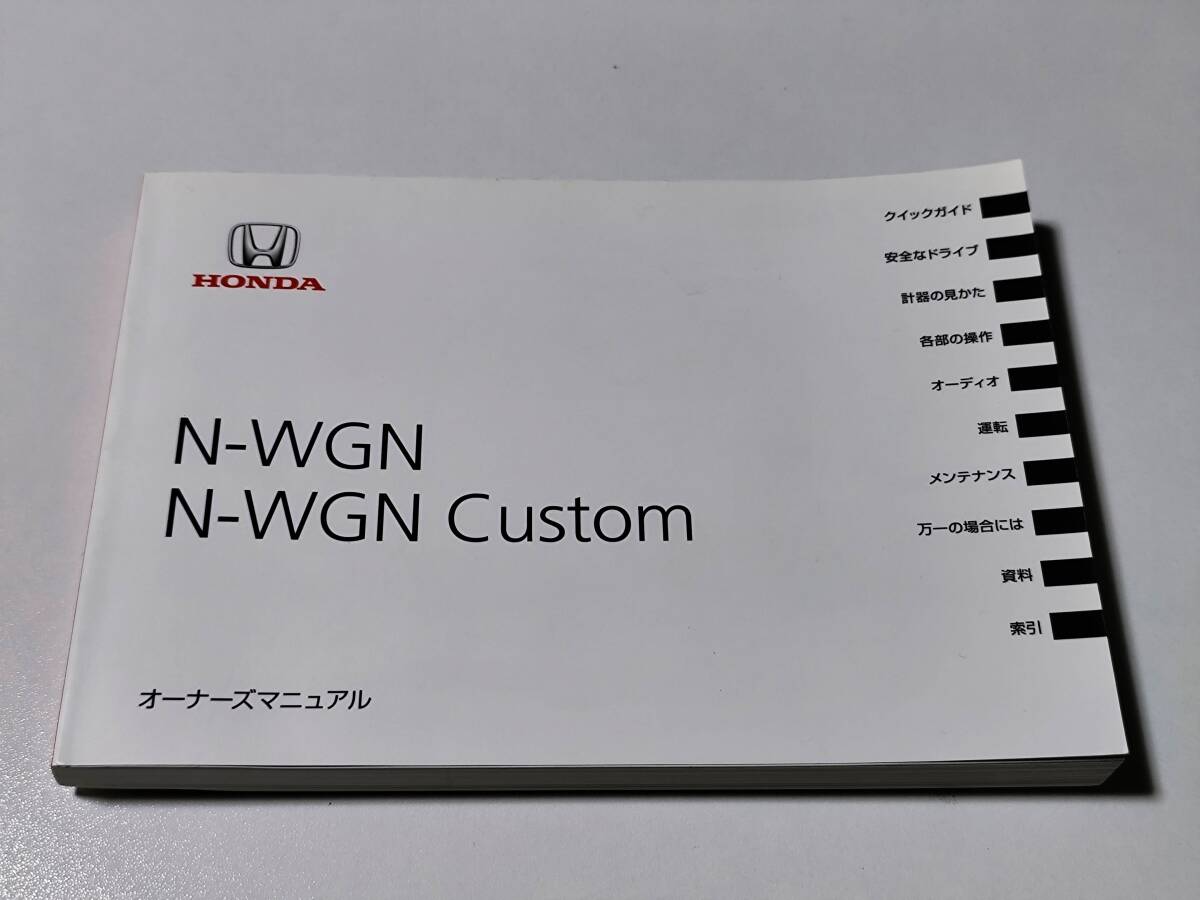 HONDA
N-WGN
N-WGN Custom
オーナーズマニュアル
クイックガイド
安全なドライブ
計器の見かた
各部の操作
オーディオ
運転
メンテナンス
万一の場合には
資料
索引